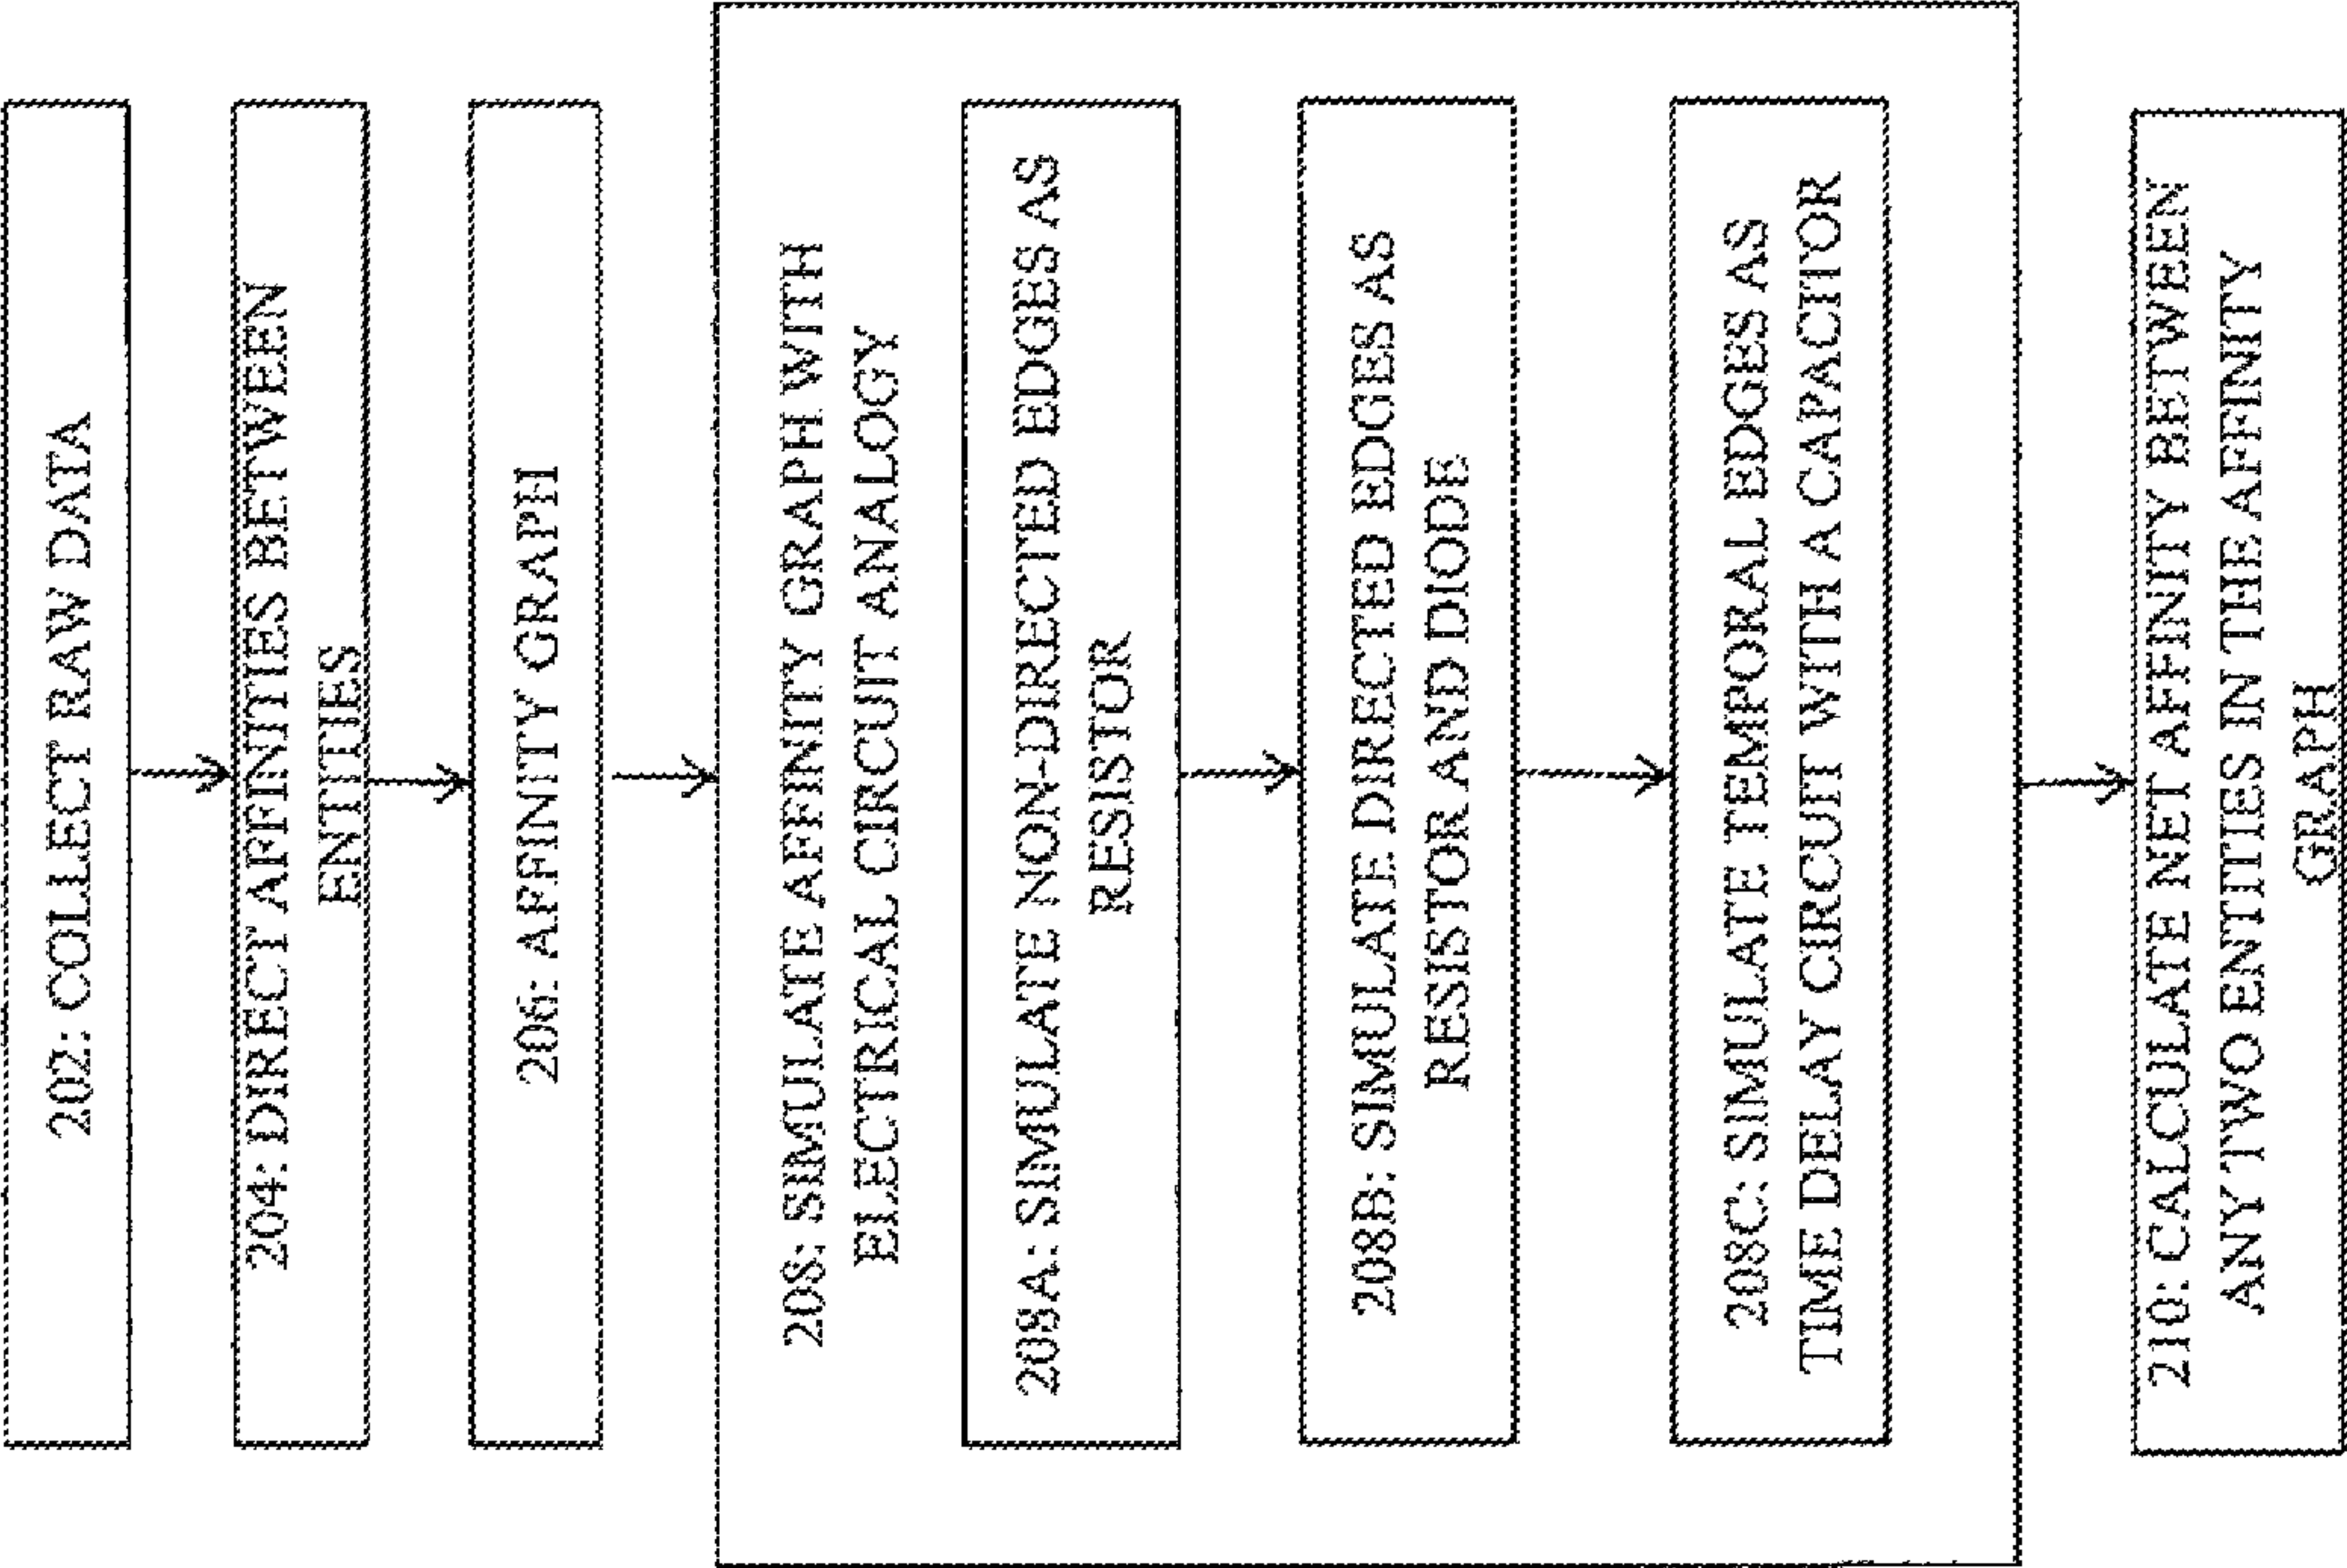 202: COLLECT RAW DATA
204: DIRECT AFFINITIES BETWEEN
ENTITIES
206: AFFINITY GRAPH
208: SIMULATE AFFINITY GRAPH WITH
ELECTRICAL CIRCUIT ANALOGY
208A: SIMULATE NON-DIRECTED EDGES AS
RESISTOR
208B: SIMULATE DIRECTED EDGES AS
RESISTOR AND DIODE
208C: SIMULATE TEMPORAL EDGES AS
TIME DELAY CIRCUIT WITH A CAPACITOR
210: CALCULATE NET AFFINITY BETWEEN
ANY TWO ENTITIES IN THE AFFINITY
GRAPH